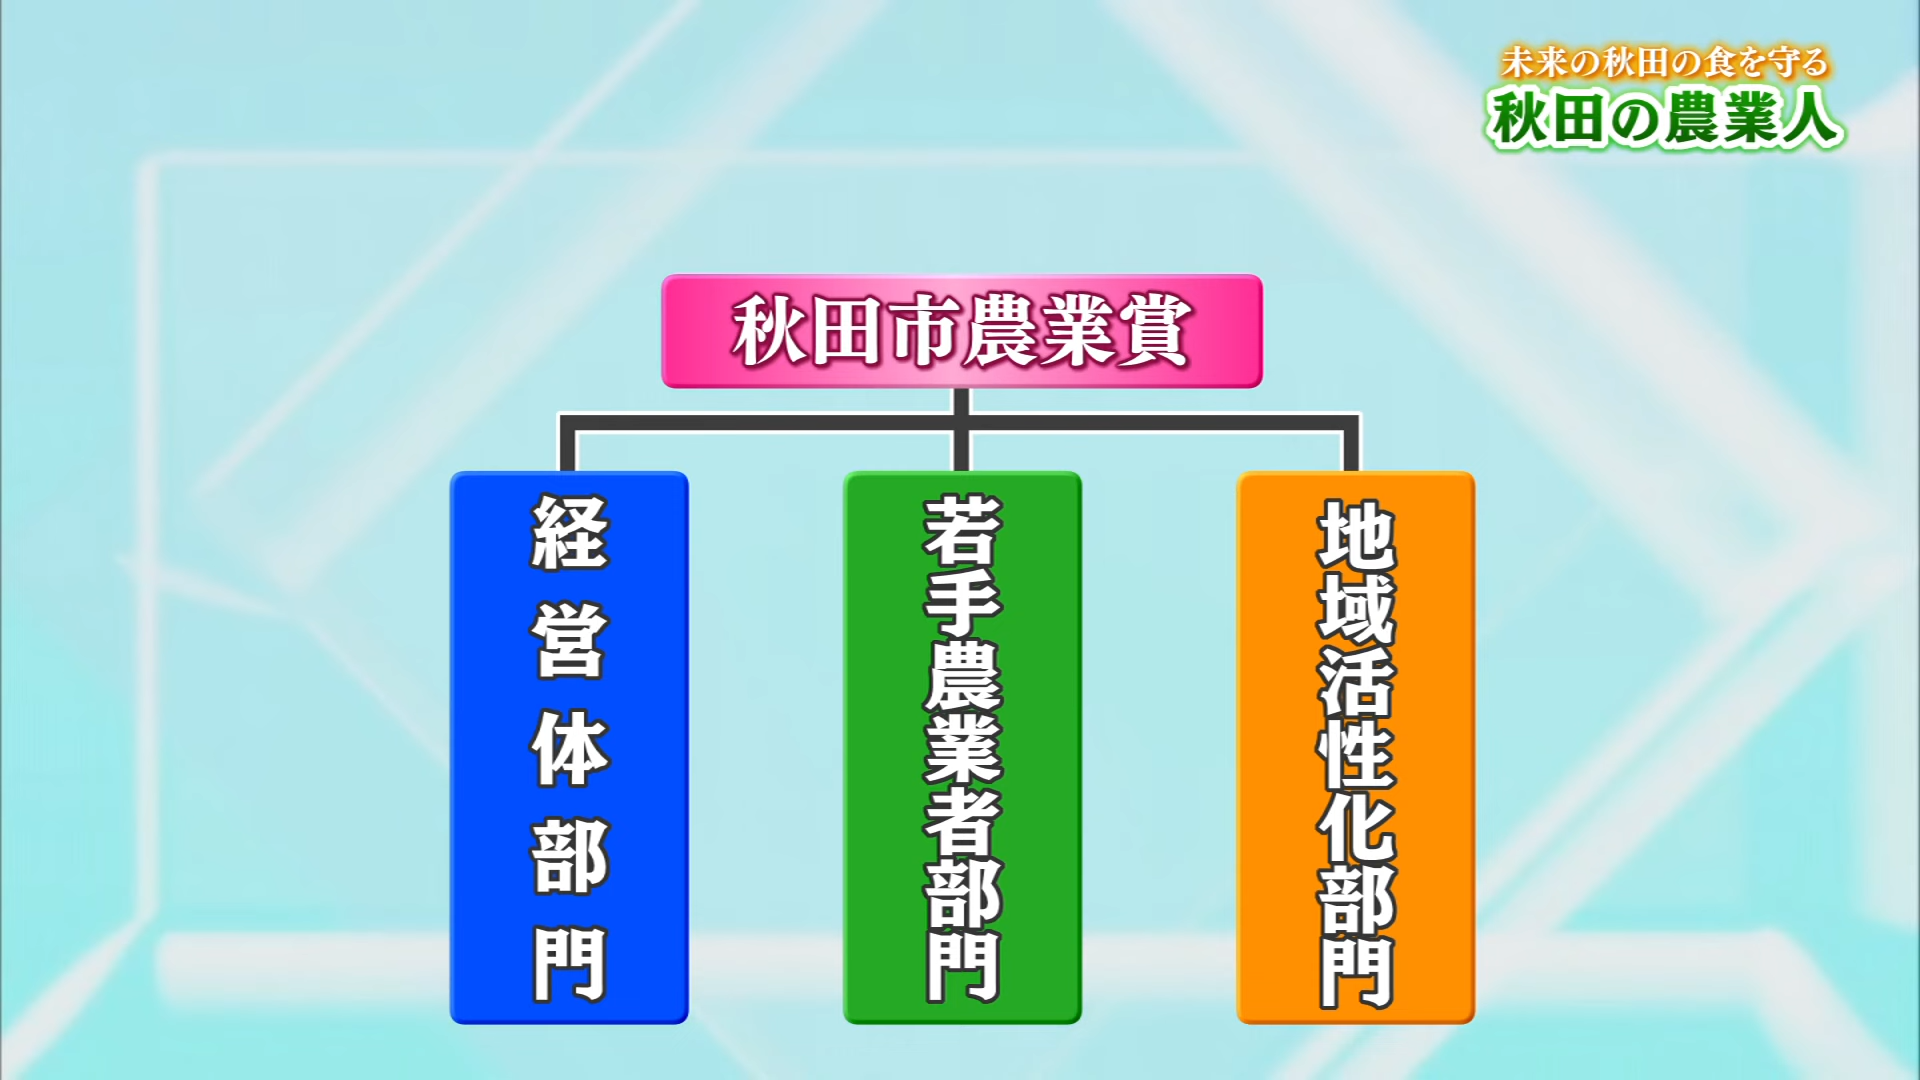 未来の秋田の食を守る
秋田の農業人
秋田市農業賞
経営体部門
若手農業者部門
地域活性化部門